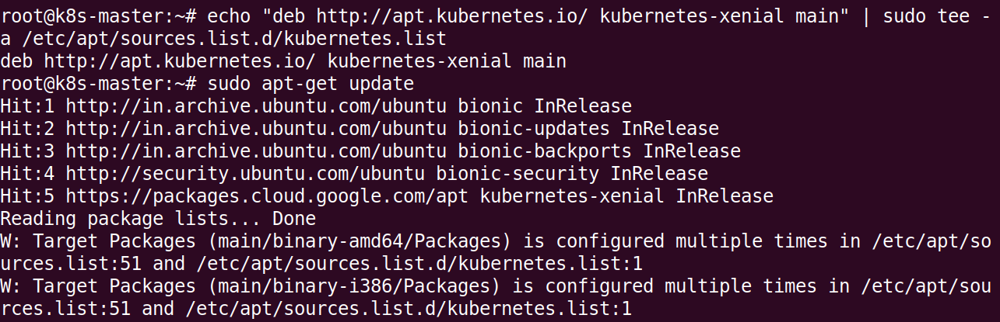 root@k8s-master:~# echo "deb http://apt.kubernetes.io/ kubernetes-xenial main" | sudo tee -
a /etc/apt/sources.list.d/kubernetes.list
deb http://apt.kubernetes.io/ kubernetes-xenial main
root@k8s-master:~# sudo apt-get update
Hit:1 http://in.archive.ubuntu.com/ubuntu bionic InRelease
Hit:2 http://in.archive.ubuntu.com/ubuntu bionic-updates InRelease
Hit:3 http://in.archive.ubuntu.com/ubuntu bionic-backports InRelease
Hit:4 http://security.ubuntu.com/ubuntu bionic-security InRelease
Hit:5 https://packages.cloud.google.com/apt kubernetes-xenial InRelease
Reading package lists... Done
W: Target Packages (main/binary-amd64/Packages) is configured multiple times in /etc/apt/so
urces.list:51 and /etc/apt/sources.list.d/kubernetes.list:1
W: Target Packages (main/binary-i386/Packages) is configured multiple times in /etc/apt/sou
rces.list:51 and /etc/apt/sources.list.d/kubernetes.list:1